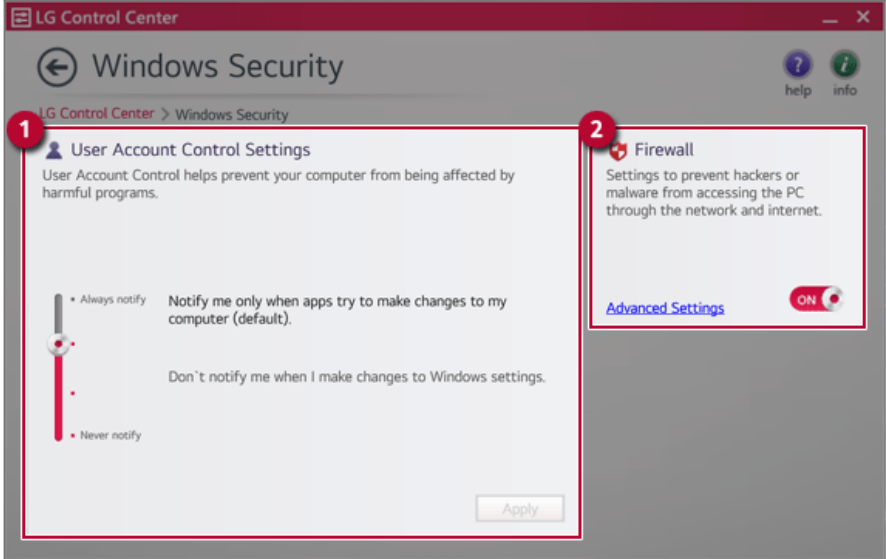 LG Control Center
Windows Security
help
info
LG Control Center > Windows Security
1
User Account Control Settings
User Account Control helps prevent your computer from being affected by
harmful programs.
Always notify
Notify me only when apps try to make changes to my
computer (default).
Don`t notify me when I make changes to Windows settings.
Never notify
Apply
2
Firewall
Settings to prevent hackers or
malware from accessing the PC
through the network and internet.
Advanced Settings
ON